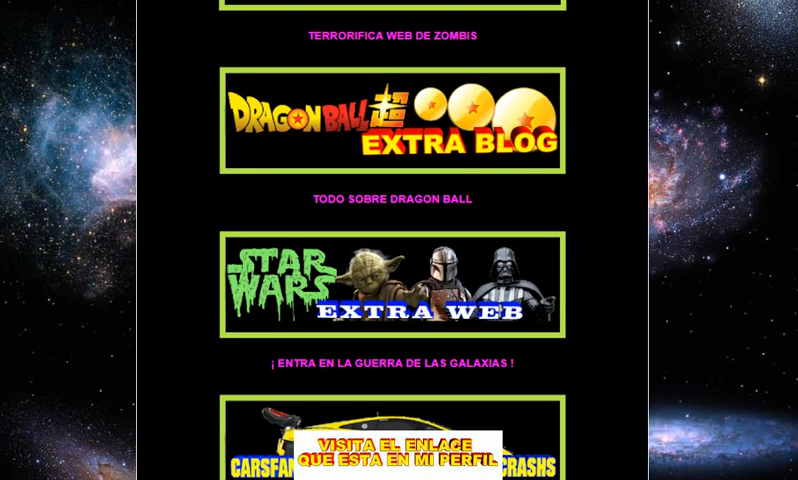 TERRORIFICA WEB DE ZOMBIS
DRAGON BALL 超
EXTRA BLOG
TODO SOBRE DRAGON BALL
STAR
WARS
EXTRA WEB
¡ ENTRA EN LA GUERRA DE LAS GALAXIAS !
VISITA EL ENLACE
QUE ESTA EN MI PERFIL
CARSFAN
CRASHS